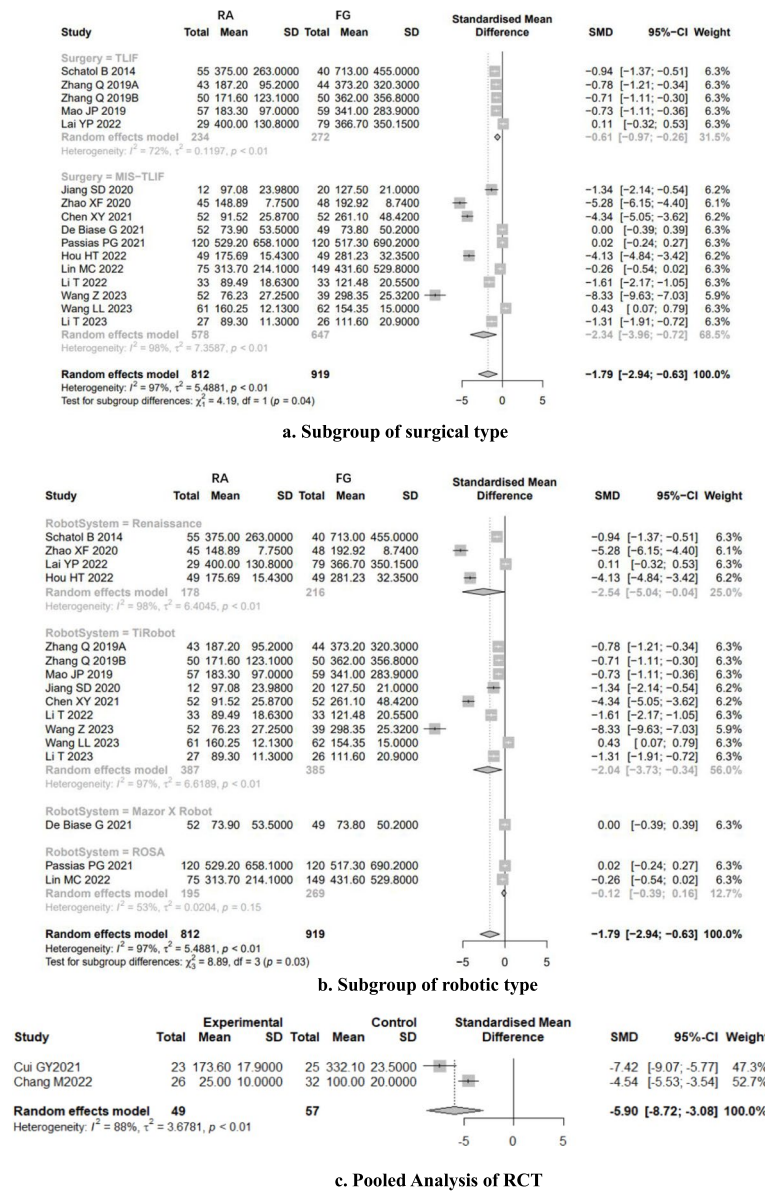 RA FG Standardised Mean
Study Total Mean SD Total Mean SD Difference SMD 95%−CI Weight
Surgery = TLIF
Schatol B 2014 55 375.00 263.0000 40 713.00 455.0000 −0.94 [−1.37; −0.51] 6.3%
Zhang Q 2019A 43 187.20 95.2000 44 373.20 320.3000 −0.78 [−1.21; −0.34] 6.3%
Zhang Q 2019B 50 171.60 123.1000 50 362.00 356.8000 −0.71 [−1.11; −0.30] 6.3%
Mao JP 2019 57 183.30 97.0000 59 341.00 283.9000 −0.73 [−1.11; −0.36] 6.3%
Lai YP 2022 29 400.00 130.8000 79 366.70 350.1500 0.11 [−0.32; 0.53] 6.3%
Random effects model 234 272 −0.61 [−0.97; −0.26] 31.5%
Heterogeneity: I² = 72%, τ² = 0.1197, p < 0.01
Surgery = MIS−TLIF
Jiang SD 2020 12 97.08 23.9800 20 127.50 21.0000 −1.34 [−2.14; −0.54] 6.2%
Zhao XF 2020 45 148.89 7.7500 48 192.92 8.7400 −5.28 [−6.15; −4.40] 6.1%
Chen XY 2021 52 91.52 25.8700 52 261.10 48.4200 −4.34 [−5.05; −3.62] 6.2%
De Biase G 2021 52 73.90 53.5000 49 73.80 50.2000 0.00 [−0.39; 0.39] 6.3%
Passias PG 2021 120 529.20 658.1000 120 517.30 690.2000 0.02 [−0.24; 0.27] 6.3%
Hou HT 2022 49 175.69 15.4300 49 281.23 32.3500 −4.13 [−4.84; −3.42] 6.2%
Lin MC 2022 75 313.70 214.1000 149 431.60 529.8000 −0.26 [−0.54; 0.02] 6.3%
Li T 2022 33 89.49 18.6300 33 121.48 20.5500 −1.61 [−2.17; −1.05] 6.2%
Wang Z 2023 52 76.23 27.2500 39 298.35 25.3200 −8.33 [−9.63; −7.03] 5.9%
Wang LL 2023 61 160.25 12.1300 62 154.35 15.0000 0.43 [ 0.07; 0.79] 6.3%
Li T 2023 27 89.30 11.3000 26 111.60 20.9000 −1.31 [−1.91; −0.72] 6.3%
Random effects model 578 647 −2.34 [−3.96; −0.72] 68.5%
Heterogeneity: I² = 98%, τ² = 7.3587, p < 0.01
Random effects model 812 919 −1.79 [−2.94; −0.63] 100.0%
Heterogeneity: I² = 97%, τ² = 5.4881, p < 0.01
Test for subgroup differences: χ²₁ = 4.19, df = 1 (p = 0.04) −5 0 5
a. Subgroup of surgical type
RA FG Standardised Mean
Study Total Mean SD Total Mean SD Difference SMD 95%−CI Weight
RobotSystem = Renaissance
Schatol B 2014 55 375.00 263.0000 40 713.00 455.0000 −0.94 [−1.37; −0.51] 6.3%
Zhao XF 2020 45 148.89 7.7500 48 192.92 8.7400 −5.28 [−6.15; −4.40] 6.1%
Lai YP 2022 29 400.00 130.8000 79 366.70 350.1500 0.11 [−0.32; 0.53] 6.3%
Hou HT 2022 49 175.69 15.4300 49 281.23 32.3500 −4.13 [−4.84; −3.42] 6.2%
Random effects model 178 216 −2.54 [−5.04; −0.04] 25.0%
Heterogeneity: I² = 98%, τ² = 6.4045, p < 0.01
RobotSystem = TiRobot
Zhang Q 2019A 43 187.20 95.2000 44 373.20 320.3000 −0.78 [−1.21; −0.34] 6.3%
Zhang Q 2019B 50 171.60 123.1000 50 362.00 356.8000 −0.71 [−1.11; −0.30] 6.3%
Mao JP 2019 57 183.30 97.0000 59 341.00 283.9000 −0.73 [−1.11; −0.36] 6.3%
Jiang SD 2020 12 97.08 23.9800 20 127.50 21.0000 −1.34 [−2.14; −0.54] 6.2%
Chen XY 2021 52 91.52 25.8700 52 261.10 48.4200 −4.34 [−5.05; −3.62] 6.2%
Li T 2022 33 89.49 18.6300 33 121.48 20.5500 −1.61 [−2.17; −1.05] 6.3%
Wang Z 2023 52 76.23 27.2500 39 298.35 25.3200 −8.33 [−9.63; −7.03] 5.9%
Wang LL 2023 61 160.25 12.1300 62 154.35 15.0000 0.43 [ 0.07; 0.79] 6.3%
Li T 2023 27 89.30 11.3000 26 111.60 20.9000 −1.31 [−1.91; −0.72] 6.2%
Random effects model 387 385 −2.04 [−3.73; −0.34] 56.0%
Heterogeneity: I² = 97%, τ² = 6.6189, p < 0.01
RobotSystem = Mazor X Robot
De Biase G 2021 52 73.90 53.5000 49 73.80 50.2000 0.00 [−0.39; 0.39] 6.3%
RobotSystem = ROSA
Passias PG 2021 120 529.20 658.1000 120 517.30 690.2000 0.02 [−0.24; 0.27] 6.3%
Lin MC 2022 75 313.70 214.1000 149 431.60 529.8000 −0.26 [−0.54; 0.02] 6.3%
Random effects model 195 269 −0.12 [−0.39; 0.16] 12.7%
Heterogeneity: I² = 53%, τ² = 0.0204, p = 0.15
Random effects model 812 919 −1.79 [−2.94; −0.63] 100.0%
Heterogeneity: I² = 97%, τ² = 5.4881, p < 0.01
Test for subgroup differences: χ²₃ = 8.89, df = 3 (p = 0.03) −5 0 5
b. Subgroup of robotic type
Experimental Control Standardised Mean
Study Total Mean SD Total Mean SD Difference SMD 95%-CI Weight
Cui GY2021 23 173.60 17.9000 25 332.10 23.5000 -7.42 [-9.07; -5.77] 47.3%
Chang M2022 26 25.00 10.0000 32 100.00 20.0000 -4.54 [-5.53; -3.54] 52.7%
Random effects model 49 57 -5.90 [-8.72; -3.08] 100.0%
Heterogeneity: I² = 88%, τ² = 3.6781, p < 0.01
-5 0 5
c. Pooled Analysis of RCT